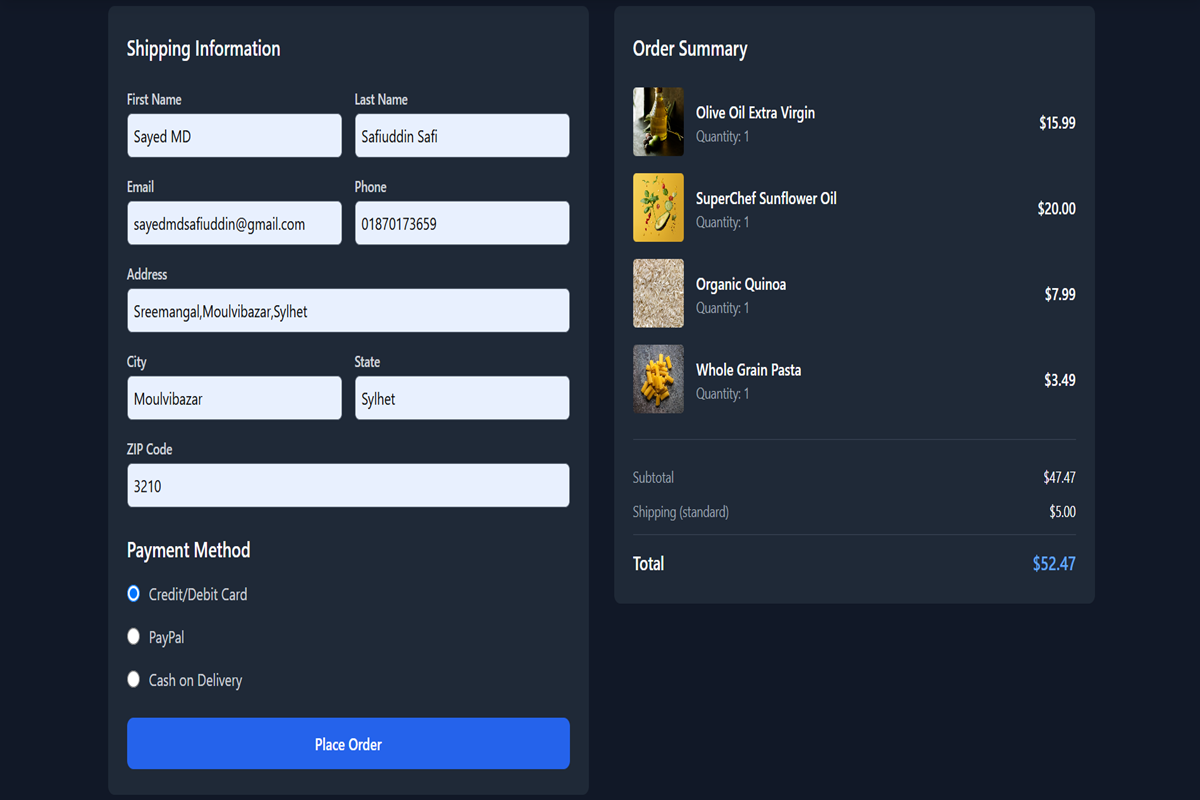 Shipping Information
First Name
Last Name
Sayed MD
Safiuddin Safi
Email
Phone
sayedmdsafiuddin@gmail.com
01870173659
Address
Sreemangal,Moulvibazar,Sylhet
City
State
Moulvibazar
Sylhet
ZIP Code
3210
Payment Method
Credit/Debit Card
PayPal
Cash on Delivery
Place Order
Order Summary
Olive Oil Extra Virgin
Quantity: 1
$15.99
SuperChef Sunflower Oil
Quantity: 1
$20.00
Organic Quinoa
Quantity: 1
$7.99
Whole Grain Pasta
Quantity: 1
$3.49
Subtotal $47.47
Shipping (standard) $5.00
Total $52.47